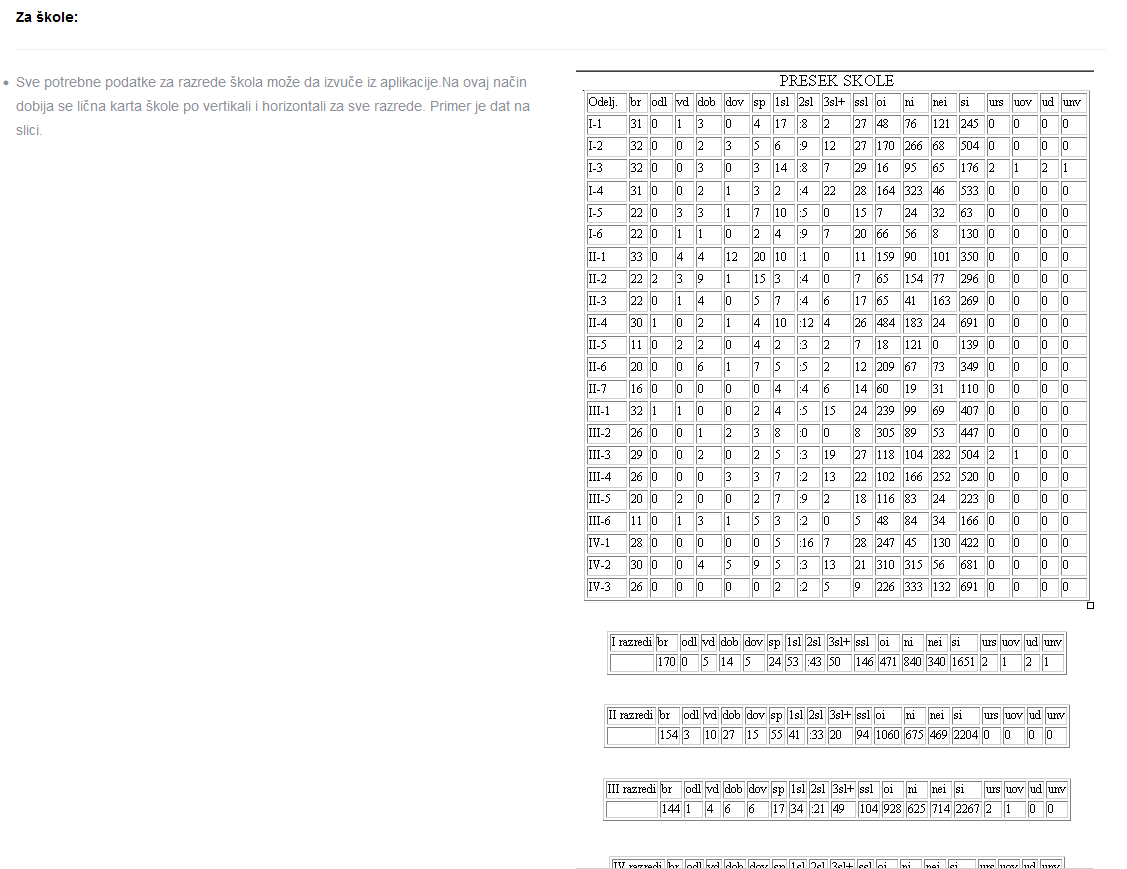 Za škole:
Sve potrebne podatke za razrede škola može da izvuče iz aplikacije.Na ovaj način
dobija se lična karta škole po vertikali i horizontali za sve razrede. Primer je dat na
slici.
PRESEK SKOLE
Odelj. br odl vd dob dov sp 1sl 2sl 3sl+ ssl oi ni nei si urs uov ud unv
I-1 31 0 1 3 0 4 17 :8 2 27 48 76 121 245 0 0 0 0
I-2 32 0 0 2 3 5 6 :9 12 27 170 266 68 504 0 0 0 0
I-3 32 0 0 3 0 3 14 :8 7 29 16 95 65 176 2 1 2 1
I-4 31 0 0 2 1 3 2 :4 22 28 164 323 46 533 0 0 0 0
I-5 22 0 3 3 1 7 10 :5 0 15 7 24 32 63 0 0 0 0
I-6 22 0 1 1 0 2 4 :9 7 20 66 56 8 130 0 0 0 0
II-1 33 0 4 4 12 20 10 :1 0 11 159 90 101 350 0 0 0 0
II-2 22 2 3 9 1 15 3 :4 0 7 65 154 77 296 0 0 0 0
II-3 22 0 1 4 0 5 7 :4 6 17 65 41 163 269 0 0 0 0
II-4 30 1 0 2 1 4 10 :12 4 26 484 183 24 691 0 0 0 0
II-5 11 0 2 2 0 4 2 :3 2 7 18 121 0 139 0 0 0 0
II-6 20 0 0 6 1 7 5 :5 2 12 209 67 73 349 0 0 0 0
II-7 16 0 0 0 0 0 4 :4 6 14 60 19 31 110 0 0 0 0
III-1 32 1 1 0 0 2 4 :5 15 24 239 99 69 407 0 0 0 0
III-2 26 0 0 1 2 3 8 :0 0 8 305 89 53 447 0 0 0 0
III-3 29 0 0 2 0 2 5 :3 19 27 118 104 282 504 2 1 0 0
III-4 26 0 0 0 3 3 7 :2 13 22 102 166 252 520 0 0 0 0
III-5 20 0 2 0 0 2 7 :9 2 18 116 83 24 223 0 0 0 0
III-6 11 0 1 3 1 5 3 :2 0 5 48 84 34 166 0 0 0 0
IV-1 28 0 0 0 0 0 5 :16 7 28 247 45 130 422 0 0 0 0
IV-2 30 0 0 4 5 9 5 :3 13 21 310 315 56 681 0 0 0 0
IV-3 26 0 0 0 0 0 2 :2 5 9 226 333 132 691 0 0 0 0
I razredi br odl vd dob dov sp 1sl 2sl 3sl+ ssl oi ni nei si urs uov ud unv
170 0 5 14 5 24 53 :43 50 146 471 840 340 1651 2 1 2 1
II razredi br odl vd dob dov sp 1sl 2sl 3sl+ ssl oi ni nei si urs uov ud unv
154 3 10 27 15 55 41 :33 20 94 1060 675 469 2204 0 0 0 0
III razredi br odl vd dob dov sp 1sl 2sl 3sl+ ssl oi ni nei si urs uov ud unv
144 1 4 6 6 17 34 :21 49 104 928 625 714 2267 2 1 0 0
IV razredi br odl vd dob dov sp 1sl 2sl 3sl+ ssl oi ni nei si urs uov ud unv